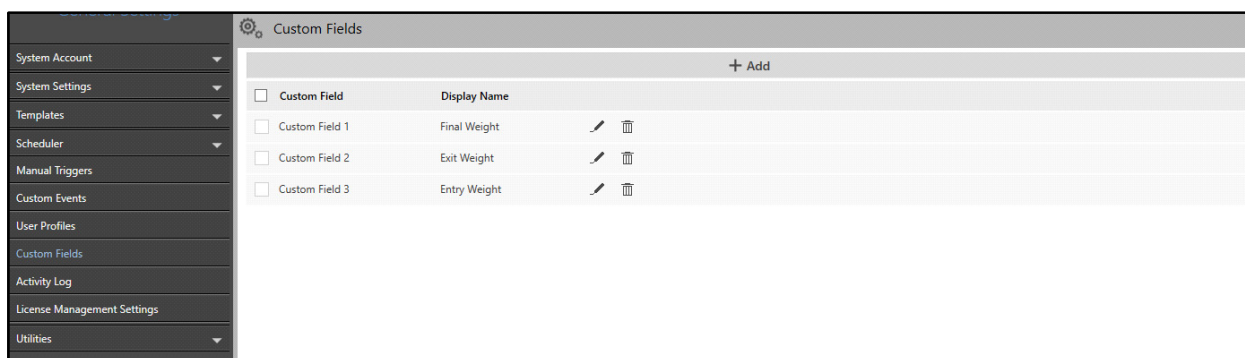 General Settings
System Account
System Settings
Templates
Scheduler
Manual Triggers
Custom Events
User Profiles
Custom Fields
Activity Log
License Management Settings
Utilities
Custom Fields
+ Add
Custom Field Display Name
Custom Field 1 Final Weight
Custom Field 2 Exit Weight
Custom Field 3 Entry Weight